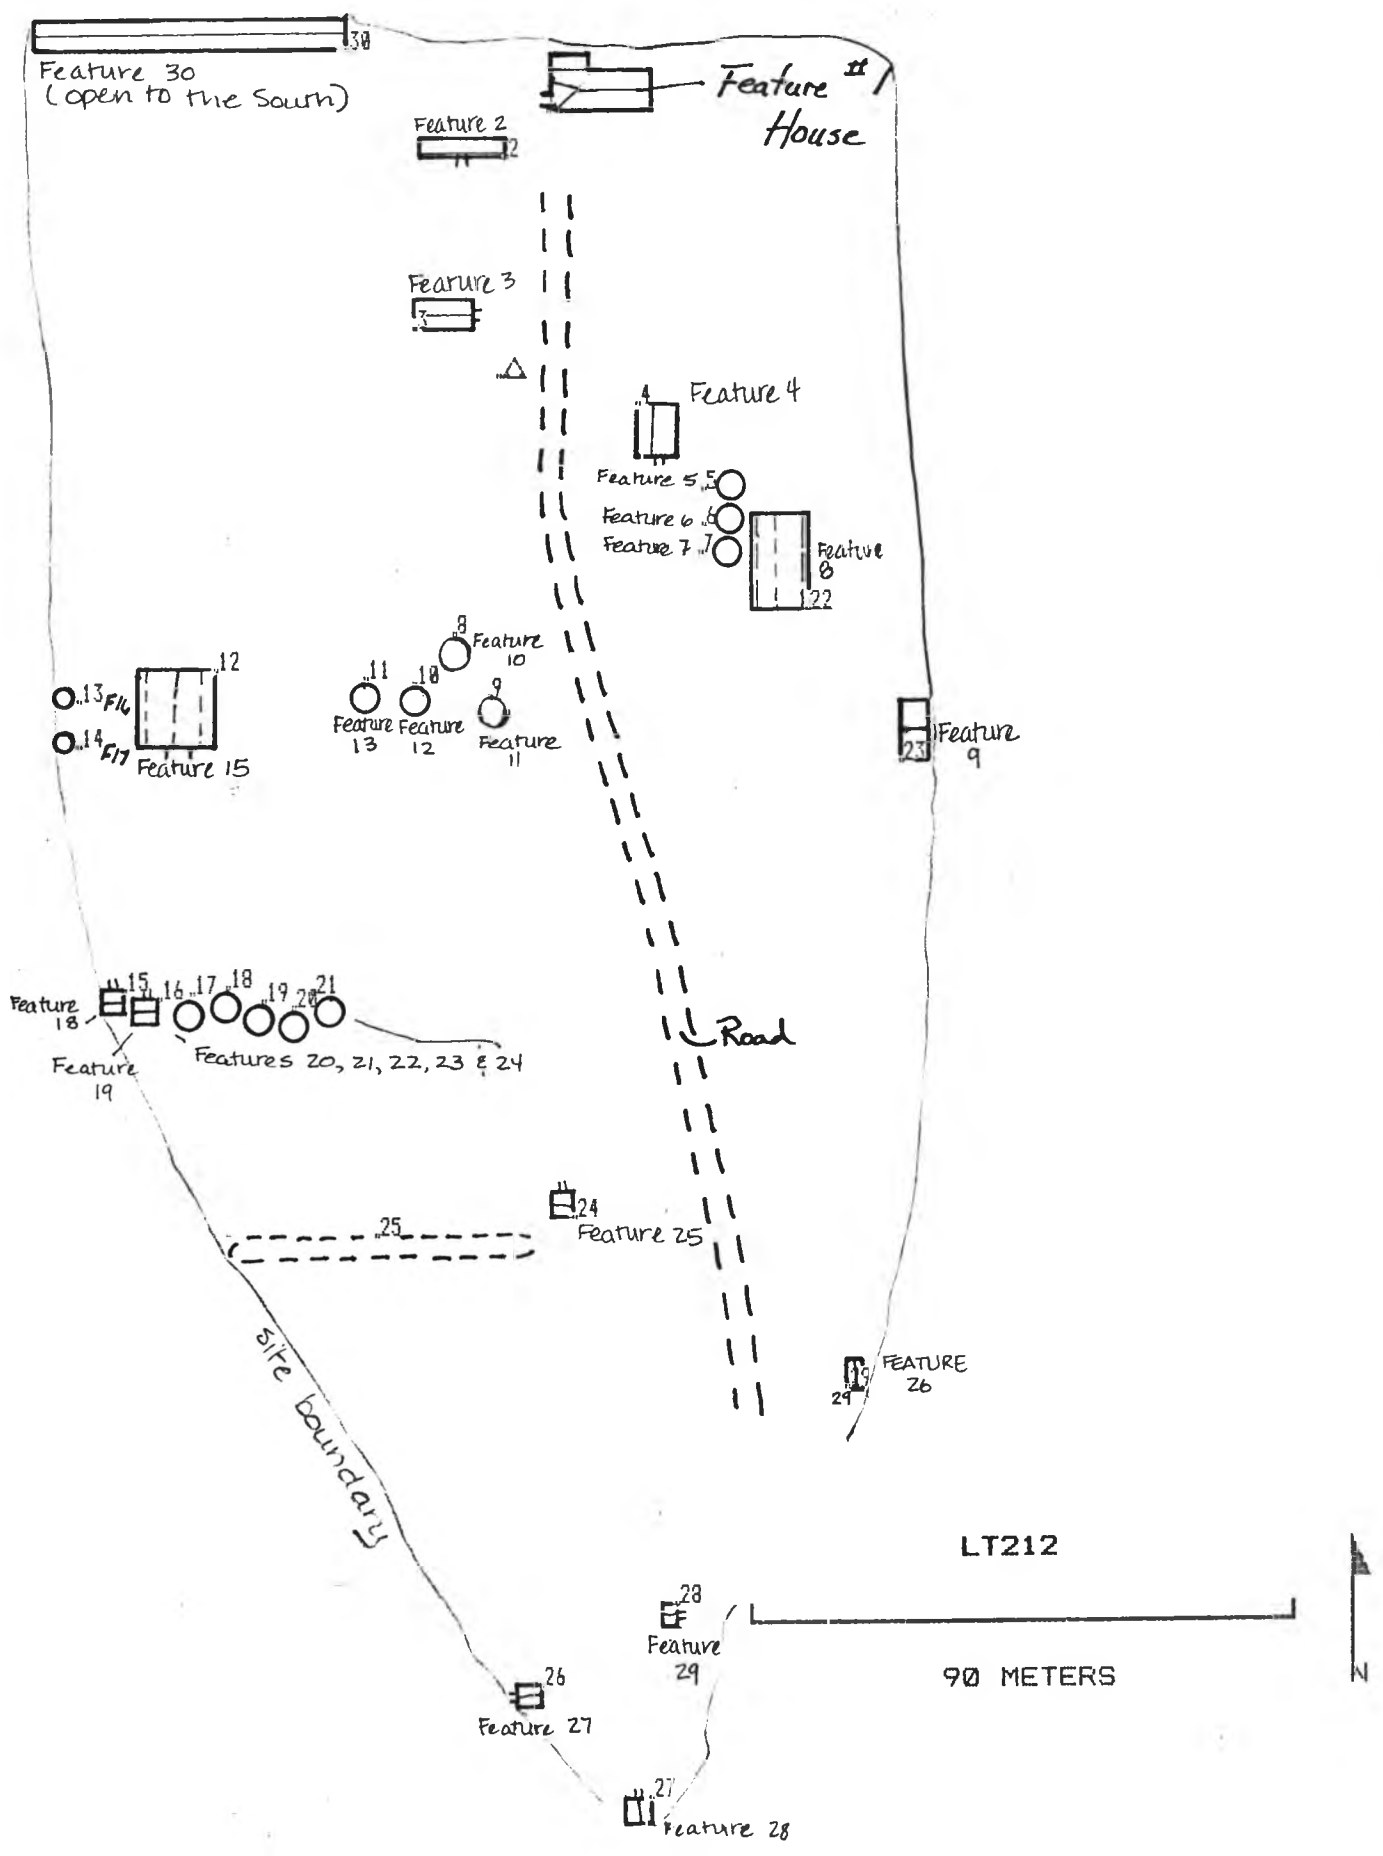 30
Feature 30
(open to the South)
Feature #1
House
Feature 2
2
Feature 3
3
4
Feature 4
Feature 5 5
Feature 6 6
Feature 7 7
Feature
8
22
8
Feature
10
12
11
10
9
13 F16
14 F17
Feature 15
Feature
13
Feature
12
Feature
11
23
Feature
9
15
16
17
18
19
20
21
Feature
18
Feature
19
Features 20, 21, 22, 23 & 24
Road
24
Feature 25
25
site boundary
FEATURE
26
29
LT212
28
Feature
29
90 METERS
N
26
Feature 27
27
Feature 28